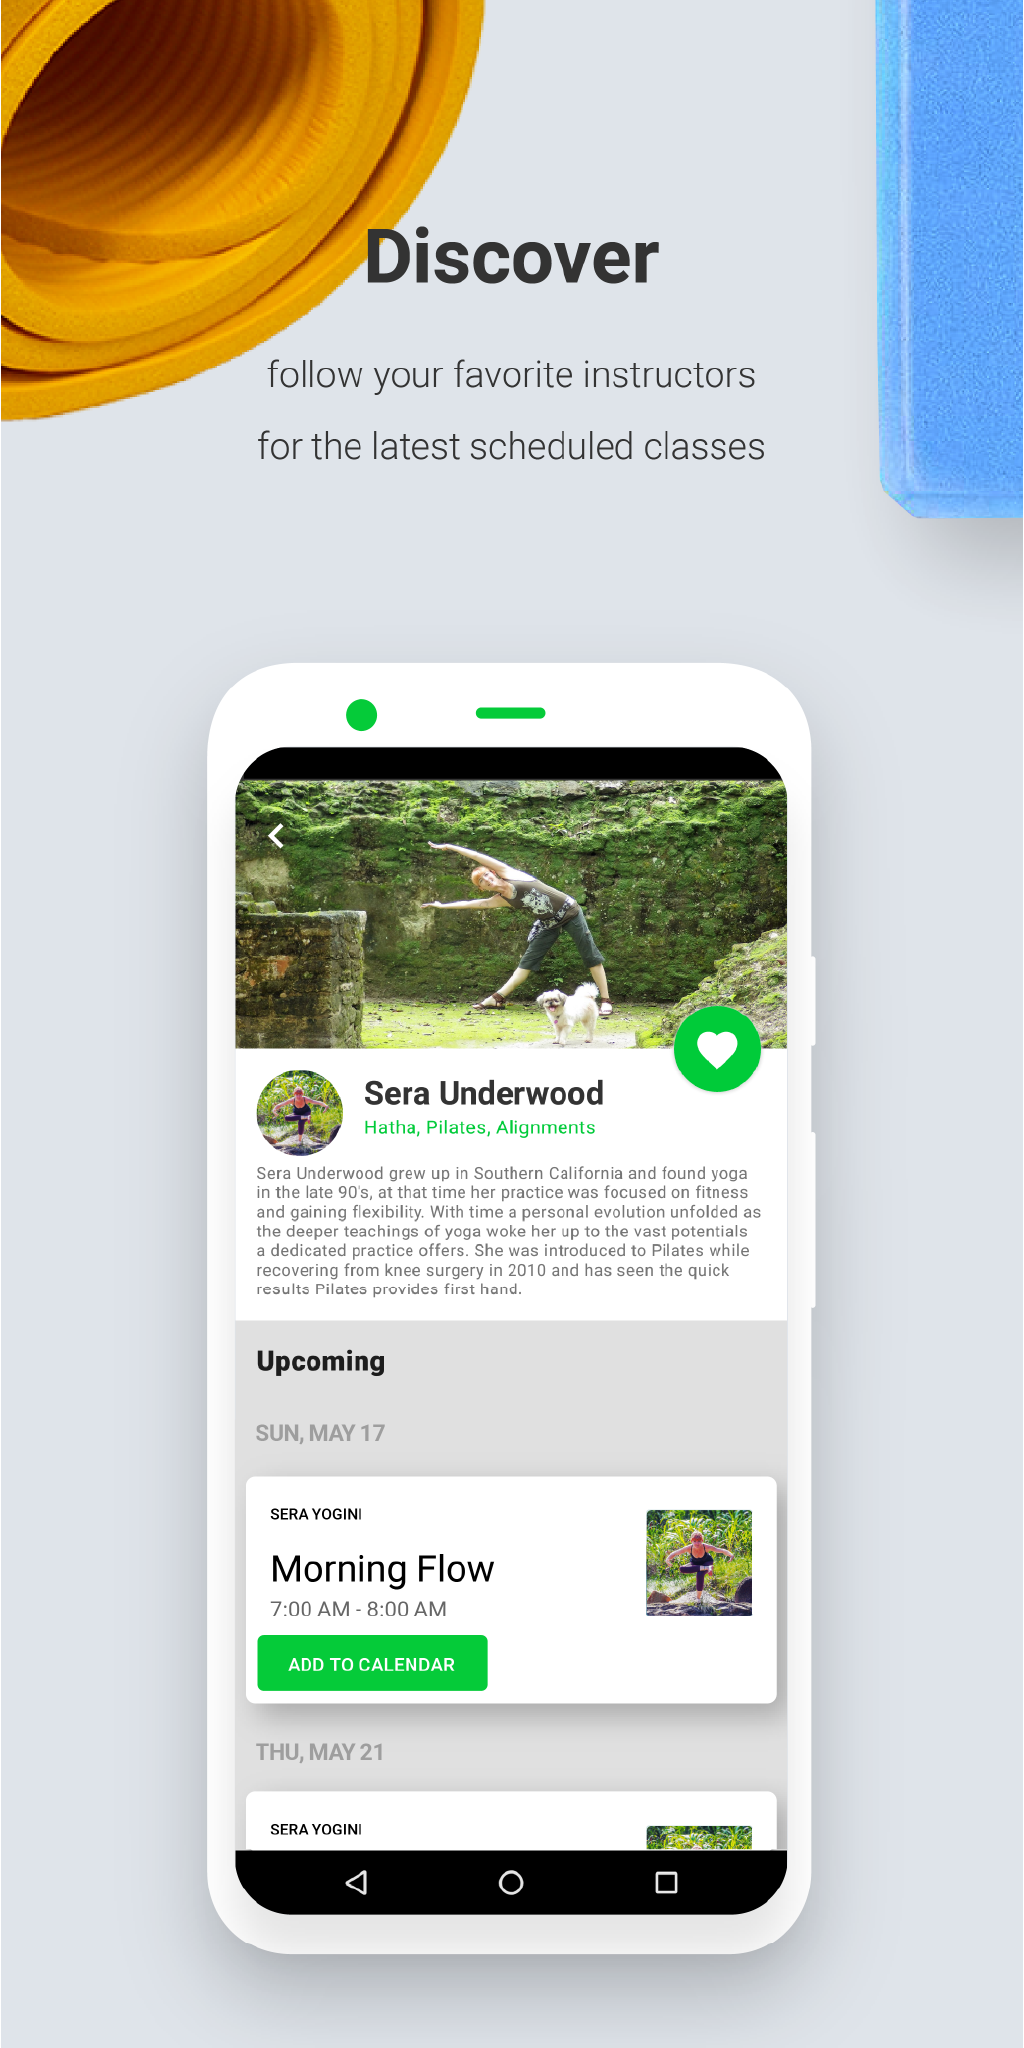 Discover
follow your favorite instructors
for the latest scheduled classes
Sera Underwood
Hatha, Pilates, Alignments
Sera Underwood grew up in Southern California and found yoga
in the late 90's, at that time her practice was focused on fitness
and gaining flexibility. With time a personal evolution unfolded as
the deeper teachings of yoga woke her up to the vast potentials
a dedicated practice offers. She was introduced to Pilates while
recovering from knee surgery in 2010 and has seen the quick
results Pilates provides first hand.
Upcoming
SUN, MAY 17
SERA YOGINI
Morning Flow
7:00 AM - 8:00 AM
ADD TO CALENDAR
THU, MAY 21
SERA YOGINI